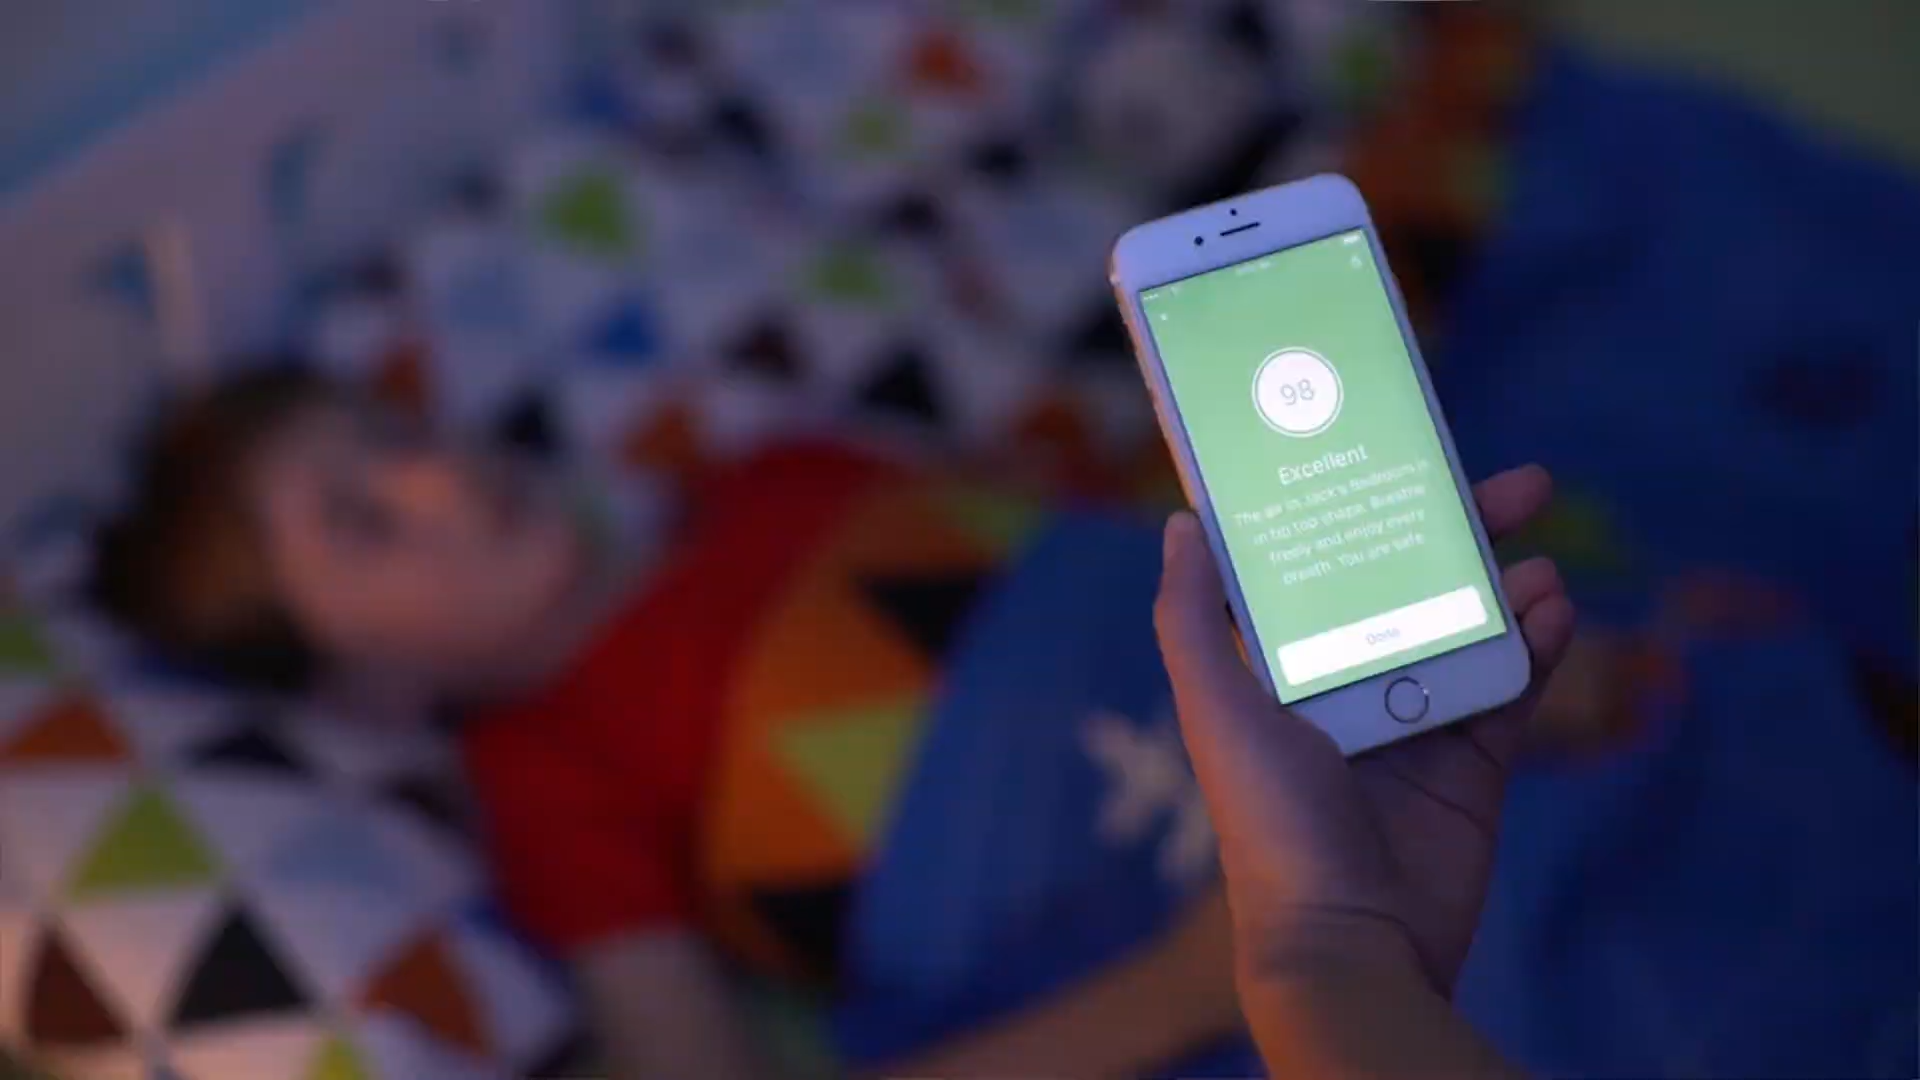 98
Excellent
The air in Jack's Bedroom is
in tip top shape. Breathe
freely and enjoy every
breath. You are safe
Done